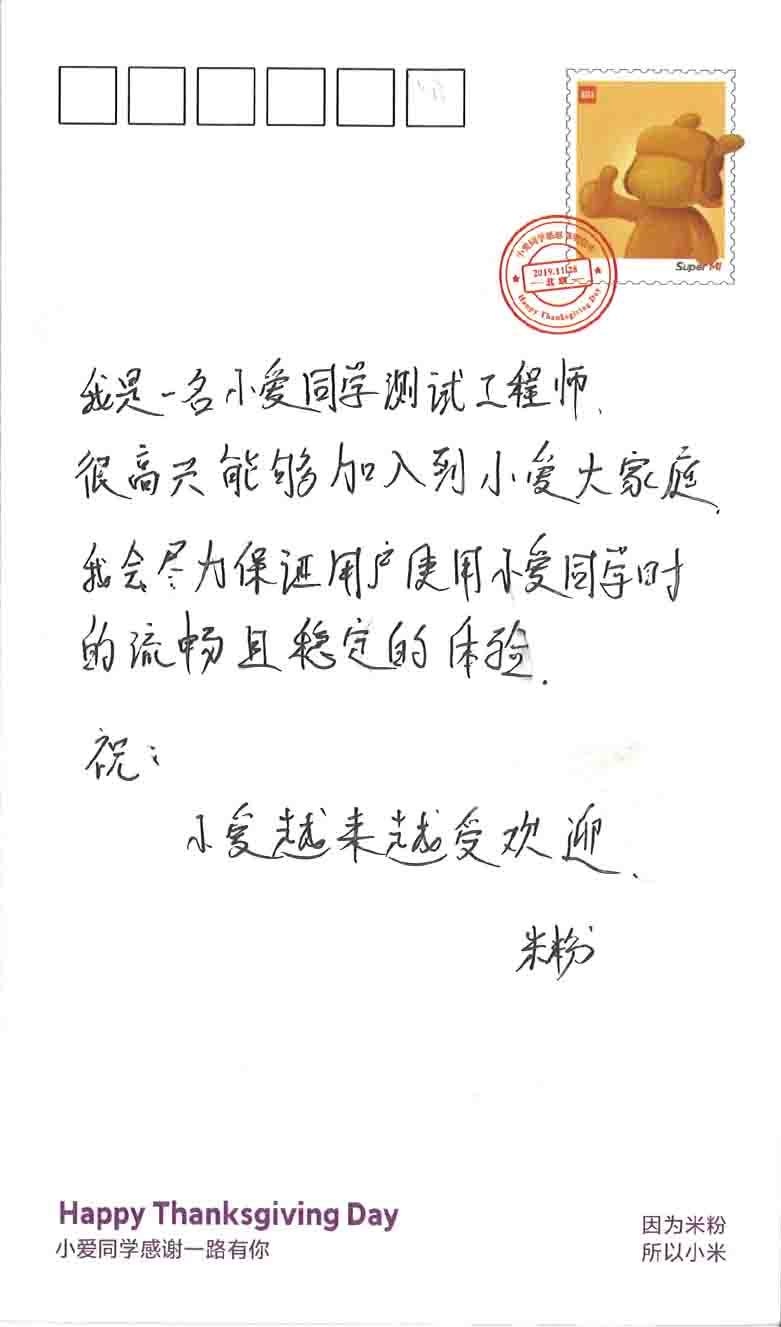 Super Mi
小爱同学感恩
2019.11.28
北京
Happy Thanksgiving Day
我是一名小爱同学测试工程师.
很高兴能够加入到小爱大家庭.
我会尽力保证用户使用小爱同学时
的流畅且稳定的体验.
祝:
小爱越来越受欢迎.
米粉
Happy Thanksgiving Day
小爱同学感谢一路有你
因为米粉
所以小米